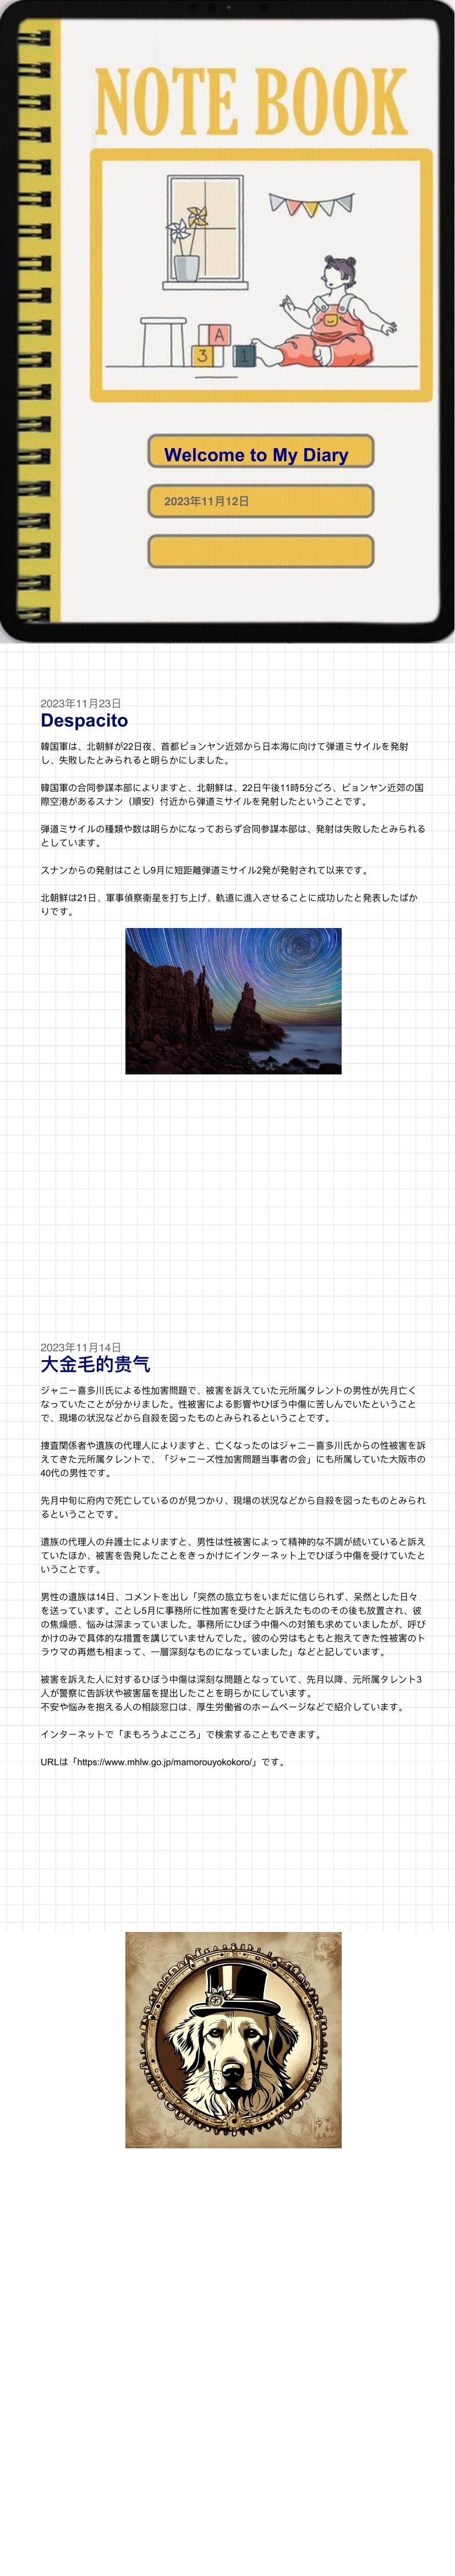 NOTE BOOK
A
3
1
Welcome to My Diary
2023年11月12日
2023年11月23日
Despacito
韓国軍は、北朝鮮が22日夜、首都ピョンヤン近郊から日本海に向けて弾道ミサイルを発射
し、失敗したとみられると明らかにしました。
韓国軍の合同参謀本部によりますと、北朝鮮は、22日午後11時5分ごろ、ピョンヤン近郊の国
際空港があるスナン（順安）付近から弾道ミサイルを発射したということです。
弾道ミサイルの種類や数は明らかになっておらず合同参謀本部は、発射は失敗したとみられる
としています。
スナンからの発射はことし9月に短距離弾道ミサイル2発が発射されて以来です。
北朝鮮は21日、軍事偵察衛星を打ち上げ、軌道に進入させることに成功したと発表したばか
りです。
2023年11月14日
大金毛的贵气
ジャニー喜多川氏による性加害問題で、被害を訴えていた元所属タレントの男性が先月亡く
なっていたことが分かりました。性被害による影響やひぼう中傷に苦しんでいたということ
で、現場の状況などから自殺を図ったものとみられるということです。
捜査関係者や遺族の代理人によりますと、亡くなったのはジャニー喜多川氏からの性被害を訴
えてきた元所属タレントで、「ジャニーズ性加害問題当事者の会」にも所属していた大阪市の
40代の男性です。
先月中旬に府内で死亡しているのが見つかり、現場の状況などから自殺を図ったものとみられ
るということです。
遺族の代理人の弁護士によりますと、男性は性被害によって精神的な不調が続いていると訴え
ていたほか、被害を告発したことをきっかけにインターネット上でひぼう中傷を受けていたと
いうことです。
男性の遺族は14日、コメントを出し「突然の旅立ちをいまだに信じられず、呆然とした日々
を送っています。ことし5月に事務所に性加害を受けたと訴えたもののその後も放置され、彼
の焦燥感、悩みは深まっていました。事務所にひぼう中傷への対策も求めていましたが、呼び
かけのみで具体的な措置を講じていませんでした。彼の心労はもともと抱えてきた性被害のト
ラウマの再燃も相まって、一層深刻なものになっていました」などと記しています。
被害を訴えた人に対するひぼう中傷は深刻な問題となっていて、先月以降、元所属タレント3
人が警察に告訴状や被害届を提出したことを明らかにしています。
不安や悩みを抱える人の相談窓口は、厚生労働省のホームページなどで紹介しています。
インターネットで「まもろうよこころ」で検索することもできます。
URLは「https://www.mhlw.go.jp/mamorouyokokoro/」です。